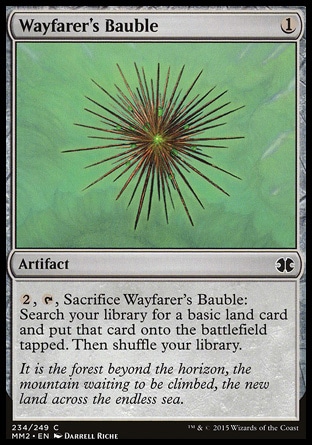 Wayfarer's Bauble 1
Artifact
2, , Sacrifice Wayfarer's Bauble:
Search your library for a basic land card
and put that card onto the battlefield
tapped. Then shuffle your library.
It is the forest beyond the horizon, the
mountain waiting to be climbed, the new
land across the endless sea.
234/249 C
MM2 • EN Darrell Riche
™ & © 2015 Wizards of the Coast